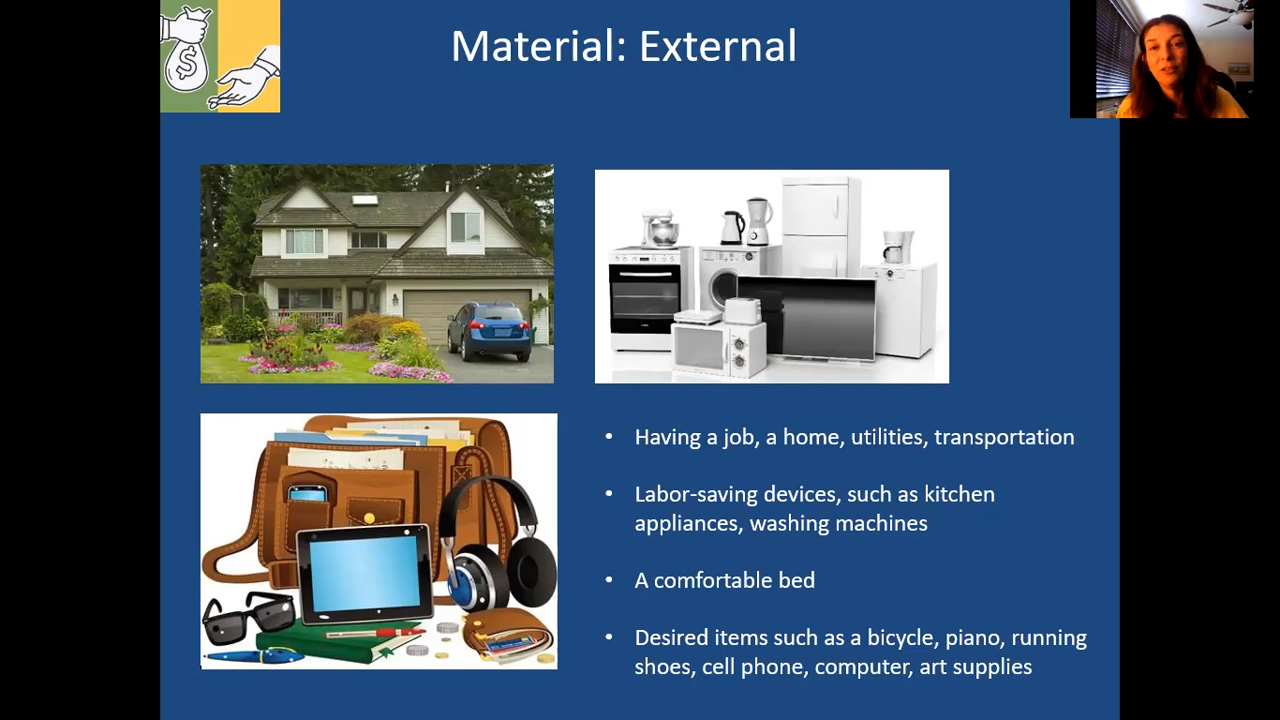 Material: External
$
• Having a job, a home, utilities, transportation
• Labor-saving devices, such as kitchen
appliances, washing machines
• A comfortable bed
• Desired items such as a bicycle, piano, running
shoes, cell phone, computer, art supplies